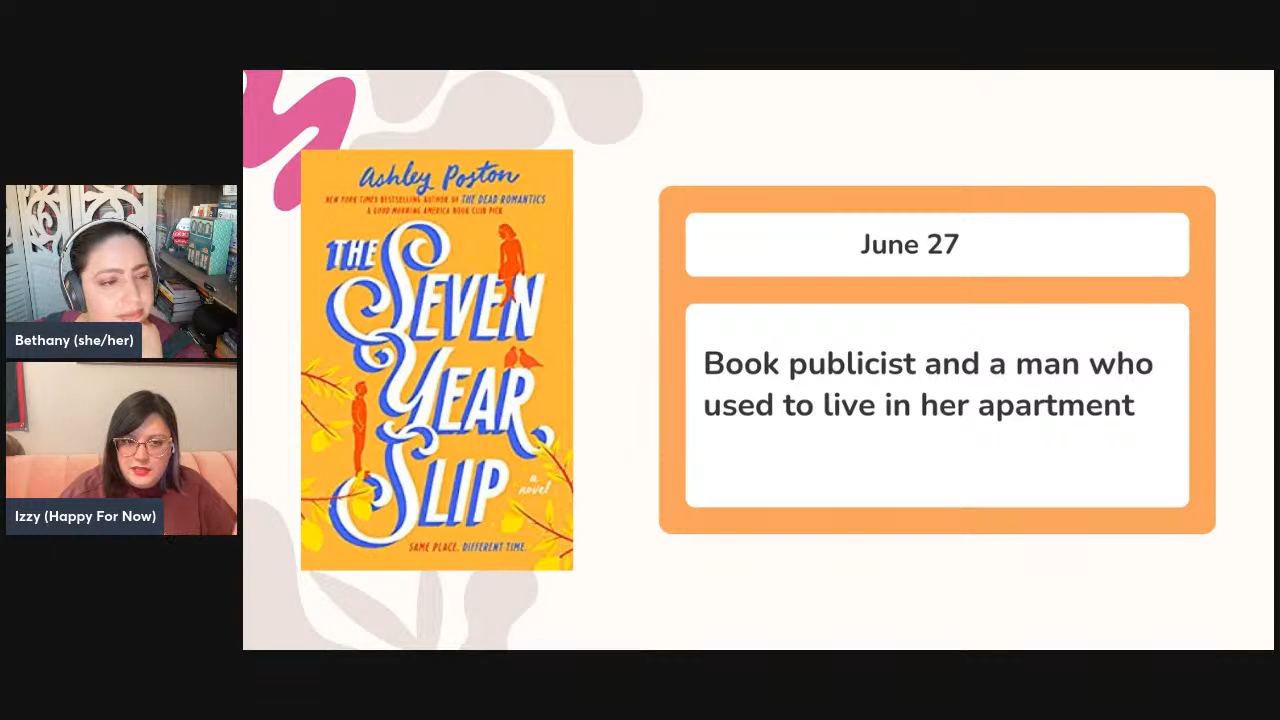 Bethany (she/her)
Izzy (Happy For Now)
Ashley Poston
NEW YORK TIMES BESTSELLING AUTHOR OF THE DEAD ROMANTICS
A GOOD MORNING AMERICA BOOK CLUB PICK
THE
SEVEN
YEAR
SLIP
a
novel
SAME PLACE. DIFFERENT TIME.
June 27
Book publicist and a man who
used to live in her apartment